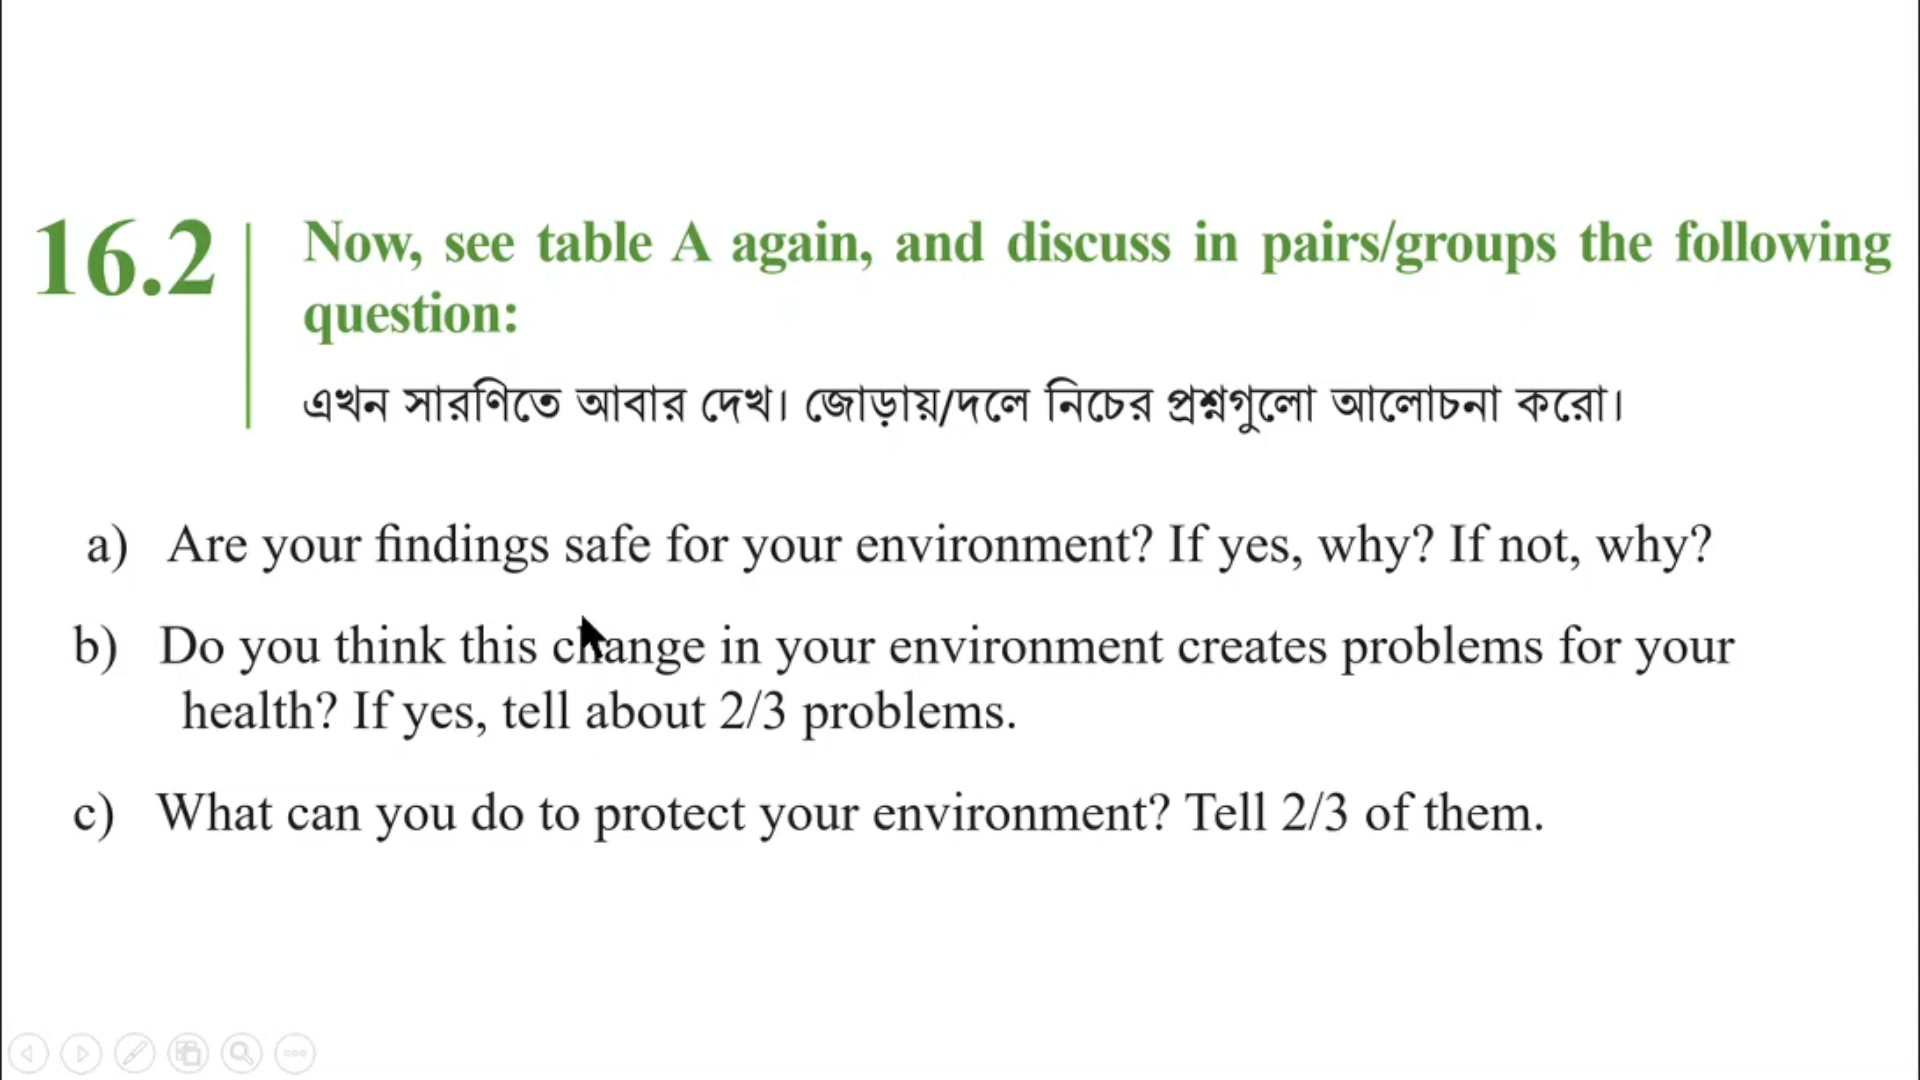 16.2
Now, see table A again, and discuss in pairs/groups the following
question:
এখন সারণিতে আবার দেখ। জোড়ায়/দলে নিচের প্রশ্নগুলো আলোচনা করো।
a) Are your findings safe for your environment? If yes, why? If not, why?
b) Do you think this change in your environment creates problems for your
health? If yes, tell about 2/3 problems.
c) What can you do to protect your environment? Tell 2/3 of them.